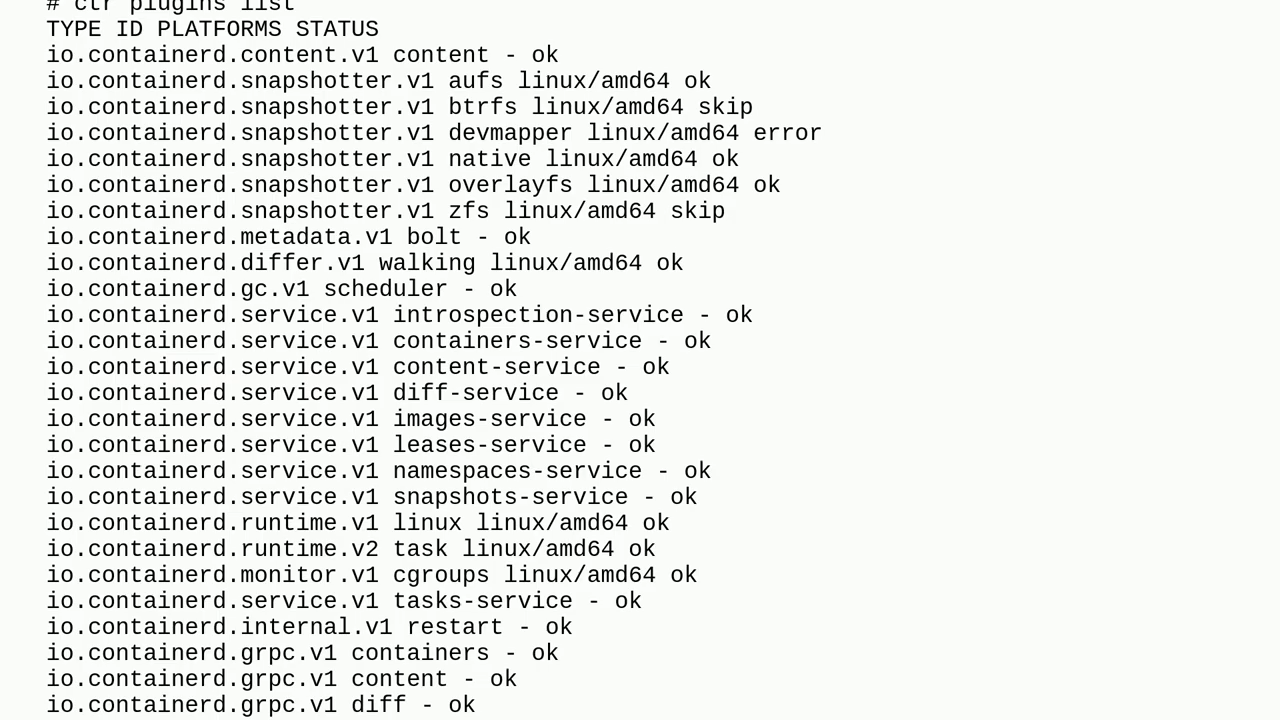 # ctr plugins list
TYPE ID PLATFORMS STATUS
io.containerd.content.v1 content - ok
io.containerd.snapshotter.v1 aufs linux/amd64 ok
io.containerd.snapshotter.v1 btrfs linux/amd64 skip
io.containerd.snapshotter.v1 devmapper linux/amd64 error
io.containerd.snapshotter.v1 native linux/amd64 ok
io.containerd.snapshotter.v1 overlayfs linux/amd64 ok
io.containerd.snapshotter.v1 zfs linux/amd64 skip
io.containerd.metadata.v1 bolt - ok
io.containerd.differ.v1 walking linux/amd64 ok
io.containerd.gc.v1 scheduler - ok
io.containerd.service.v1 introspection-service - ok
io.containerd.service.v1 containers-service - ok
io.containerd.service.v1 content-service - ok
io.containerd.service.v1 diff-service - ok
io.containerd.service.v1 images-service - ok
io.containerd.service.v1 leases-service - ok
io.containerd.service.v1 namespaces-service - ok
io.containerd.service.v1 snapshots-service - ok
io.containerd.runtime.v1 linux linux/amd64 ok
io.containerd.runtime.v2 task linux/amd64 ok
io.containerd.monitor.v1 cgroups linux/amd64 ok
io.containerd.service.v1 tasks-service - ok
io.containerd.internal.v1 restart - ok
io.containerd.grpc.v1 containers - ok
io.containerd.grpc.v1 content - ok
io.containerd.grpc.v1 diff - ok